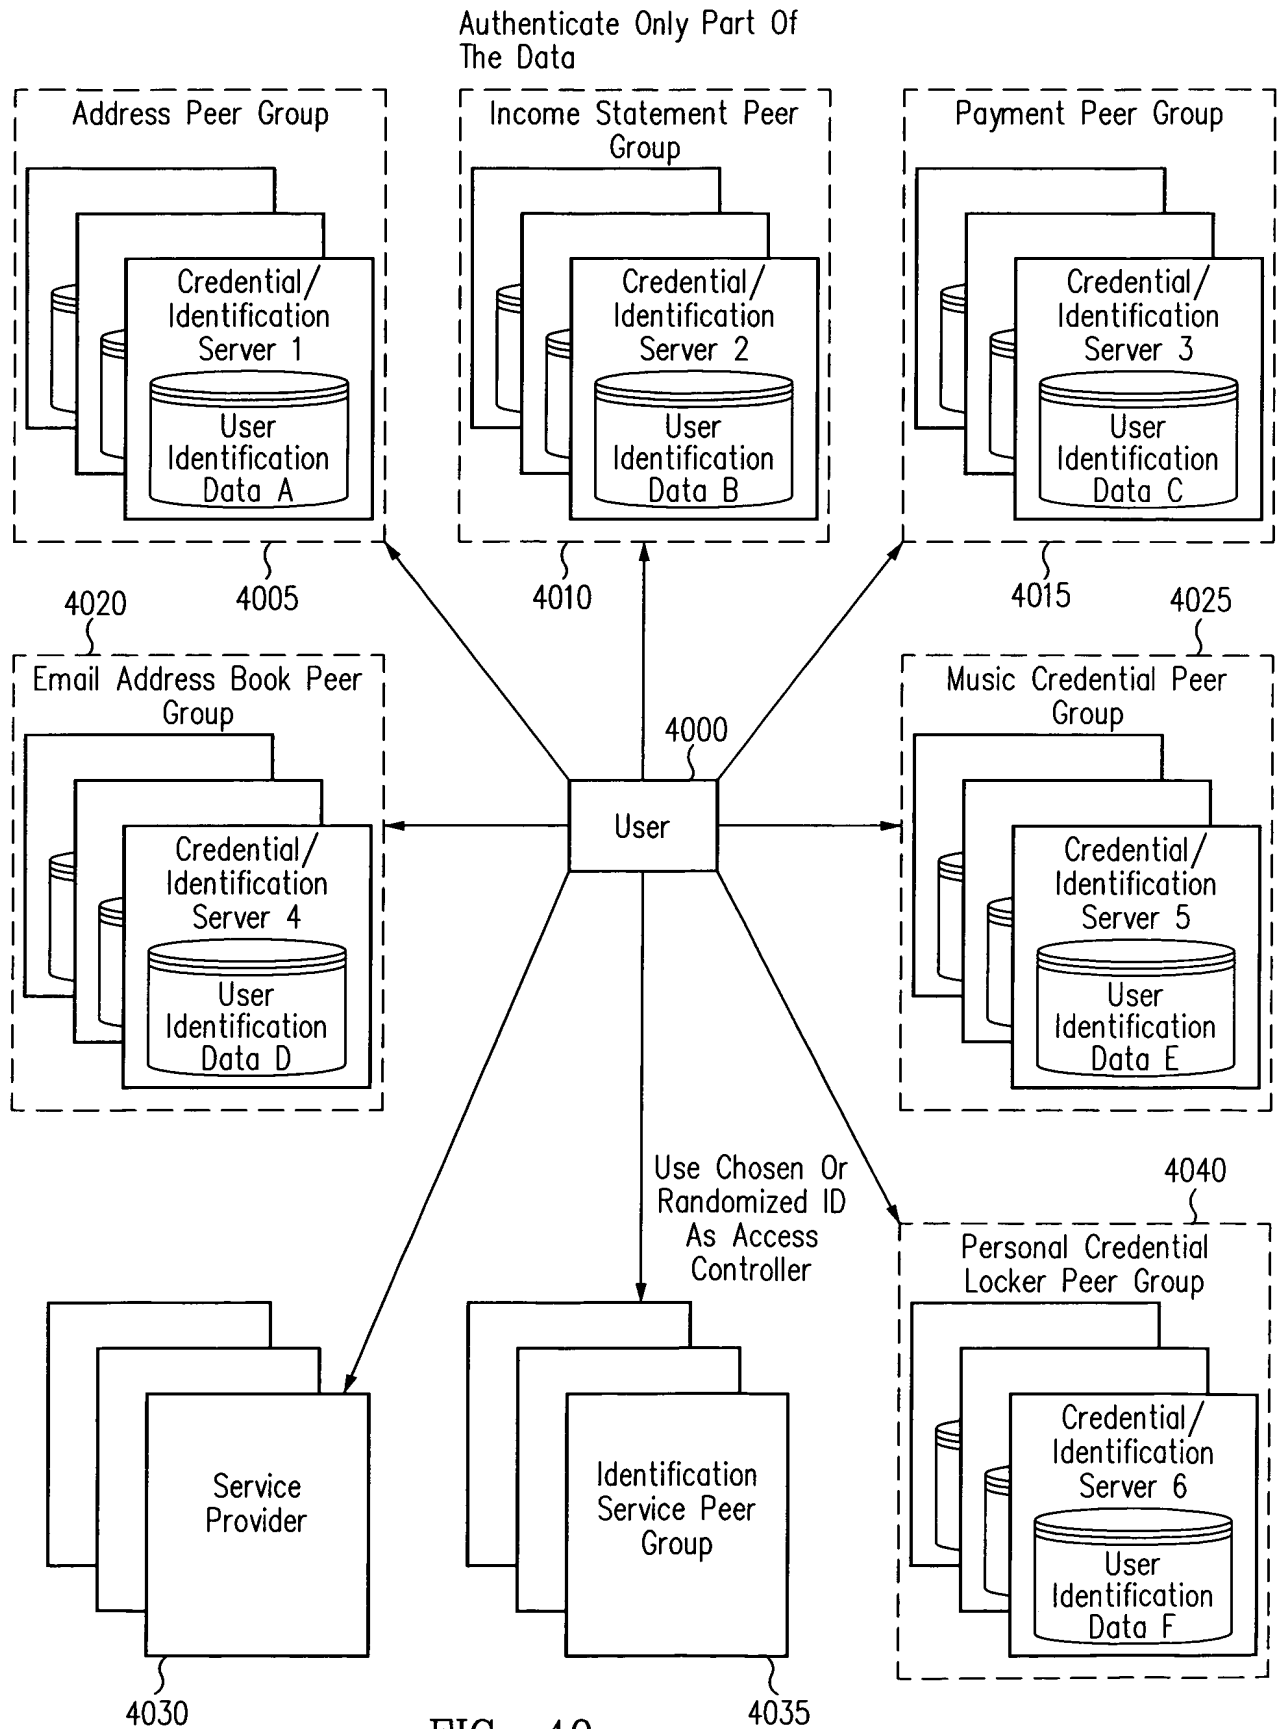 Authenticate Only Part Of
The Data
Address Peer Group
Credential/
Identification
Server 1
User
Identification
Data A
4005
Income Statement Peer
Group
Credential/
Identification
Server 2
User
Identification
Data B
4010
Payment Peer Group
Credential/
Identification
Server 3
User
Identification
Data C
4015
4020
Email Address Book Peer
Group
Credential/
Identification
Server 4
User
Identification
Data D
4000
User
4025
Music Credential Peer
Group
Credential/
Identification
Server 5
User
Identification
Data E
Use Chosen Or
Randomized ID
As Access
Controller
4040
Personal Credential
Locker Peer Group
Credential/
Identification
Server 6
User
Identification
Data F
Service
Provider
4030
Identification
Service Peer
Group
4035
FIG. 40